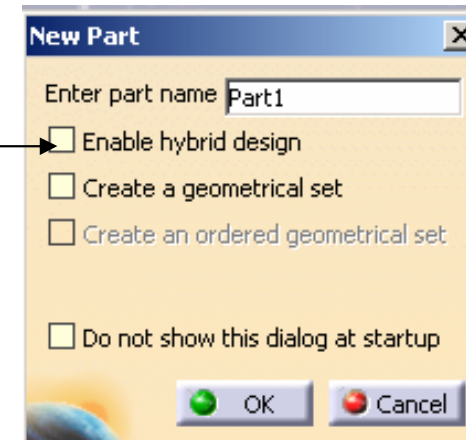 New Part
Enter part name Part1
Enable hybrid design
Create a geometrical set
Create an ordered geometrical set
Do not show this dialog at startup
OK Cancel